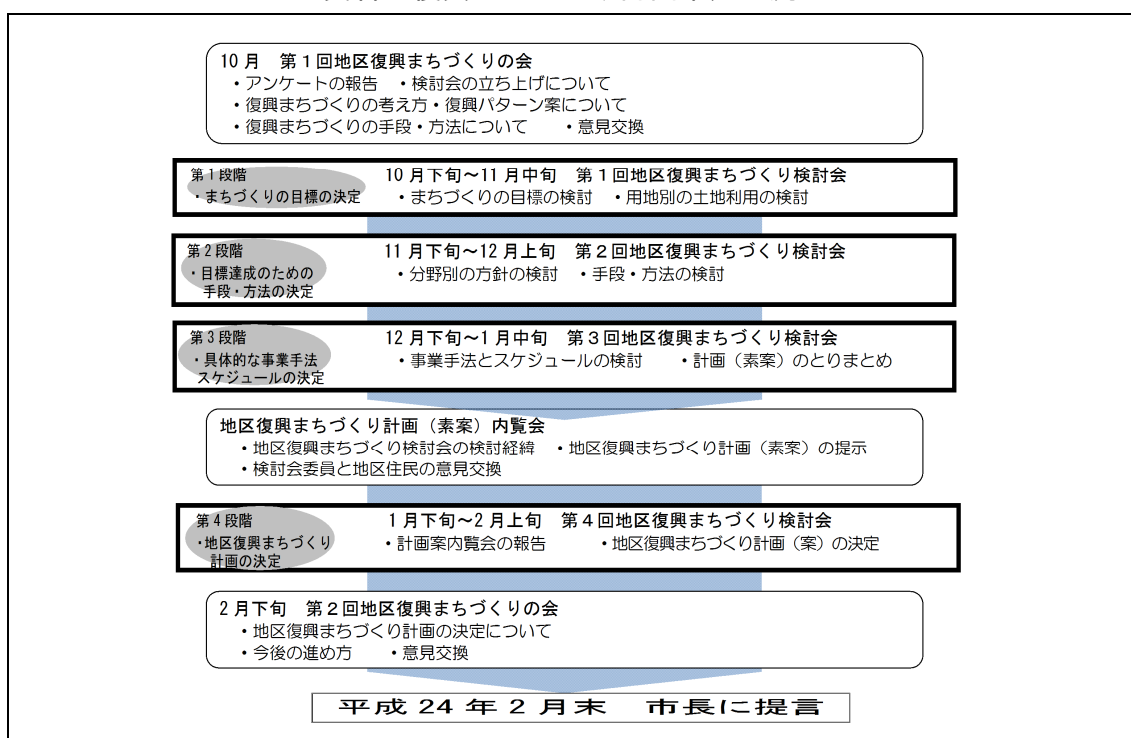 10月　第１回地区復興まちづくりの会
・アンケートの報告　・検討会の立ち上げについて
・復興まちづくりの考え方・復興パターン案について
・復興まちづくりの手段・方法について　・意見交換
第１段階
・まちづくりの目標の決定
10月下旬～11月中旬　第１回地区復興まちづくり検討会
・まちづくりの目標の検討　・用地別の土地利用の検討
第２段階
・目標達成のための
手段・方法の決定
11月下旬～12月上旬　第２回地区復興まちづくり検討会
・分野別の方針の検討　・手段・方法の検討
第３段階
・具体的な事業手法
スケジュールの決定
12月下旬～1月中旬　第３回地区復興まちづくり検討会
・事業手法とスケジュールの検討　・計画（素案）のとりまとめ
地区復興まちづくり計画（素案）内覧会
・地区復興まちづくり検討会の検討経緯　・地区復興まちづくり計画（素案）の提示
・検討会委員と地区住民の意見交換
第４段階
・地区復興まちづくり
計画の決定
1月下旬～2月上旬　第４回地区復興まちづくり検討会
・計画案内覧会の報告　・地区復興まちづくり計画（案）の決定
2月下旬　第２回地区復興まちづくりの会
・地区復興まちづくり計画の決定について
・今後の進め方　・意見交換
平成24年2月末　市長に提言